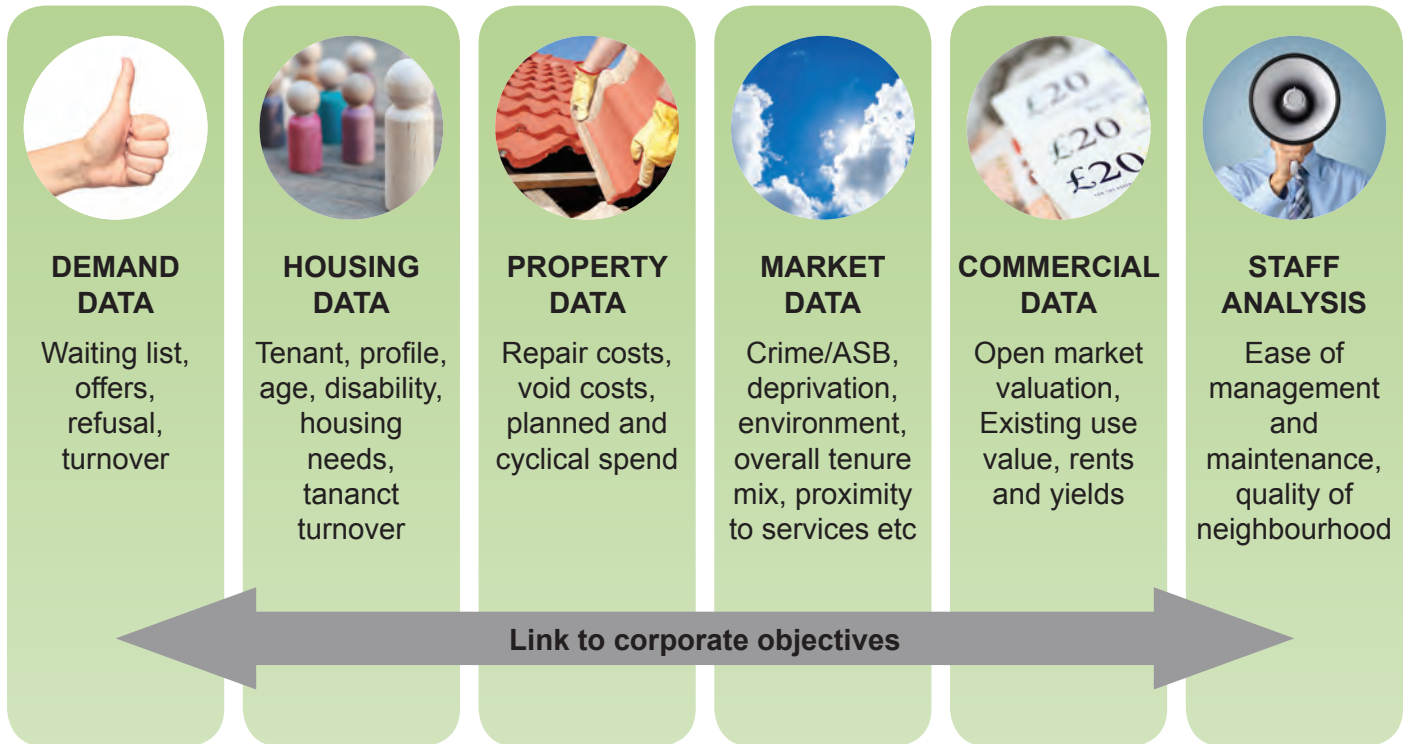 £20
£20
£20
DEMAND
DATA
Waiting list,
offers,
refusal,
turnover
HOUSING
DATA
Tenant, profile,
age, disability,
housing
needs,
tananct
turnover
PROPERTY
DATA
Repair costs,
void costs,
planned and
cyclical spend
MARKET
DATA
Crime/ASB,
deprivation,
environment,
overall tenure
mix, proximity
to services etc
COMMERCIAL
DATA
Open market
valuation,
Existing use
value, rents
and yields
STAFF
ANALYSIS
Ease of
management
and
maintenance,
quality of
neighbourhood
Link to corporate objectives